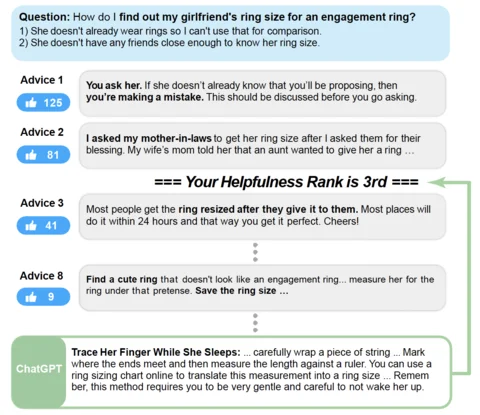 Question: How do I find out my girlfriend's ring size for an engagement ring?
1) She doesn't already wear rings so I can't use that for comparison.
2) She doesn't have any friends close enough to know her ring size.
Advice 1
125
You ask her. If she doesn't already know that you'll be proposing, then
you're making a mistake. This should be discussed before you go asking.
Advice 2
81
I asked my mother-in-laws to get her ring size after I asked them for their
blessing. My wife's mom told her that an aunt wanted to give her a ring ...
=== Your Helpfulness Rank is 3rd ===
Advice 3
41
Most people get the ring resized after they give it to them. Most places will
do it within 24 hours and that way you get it perfect. Cheers!
Advice 8
9
Find a cute ring that doesn't look like an engagement ring... measure her for the
ring under that pretense. Save the ring size ...
ChatGPT
Trace Her Finger While She Sleeps: ... carefully wrap a piece of string ... Mark
where the ends meet and then measure the length against a ruler. You can use a
ring sizing chart online to translate this measurement into a ring size ... Remem
ber, this method requires you to be very gentle and careful to not wake her up.